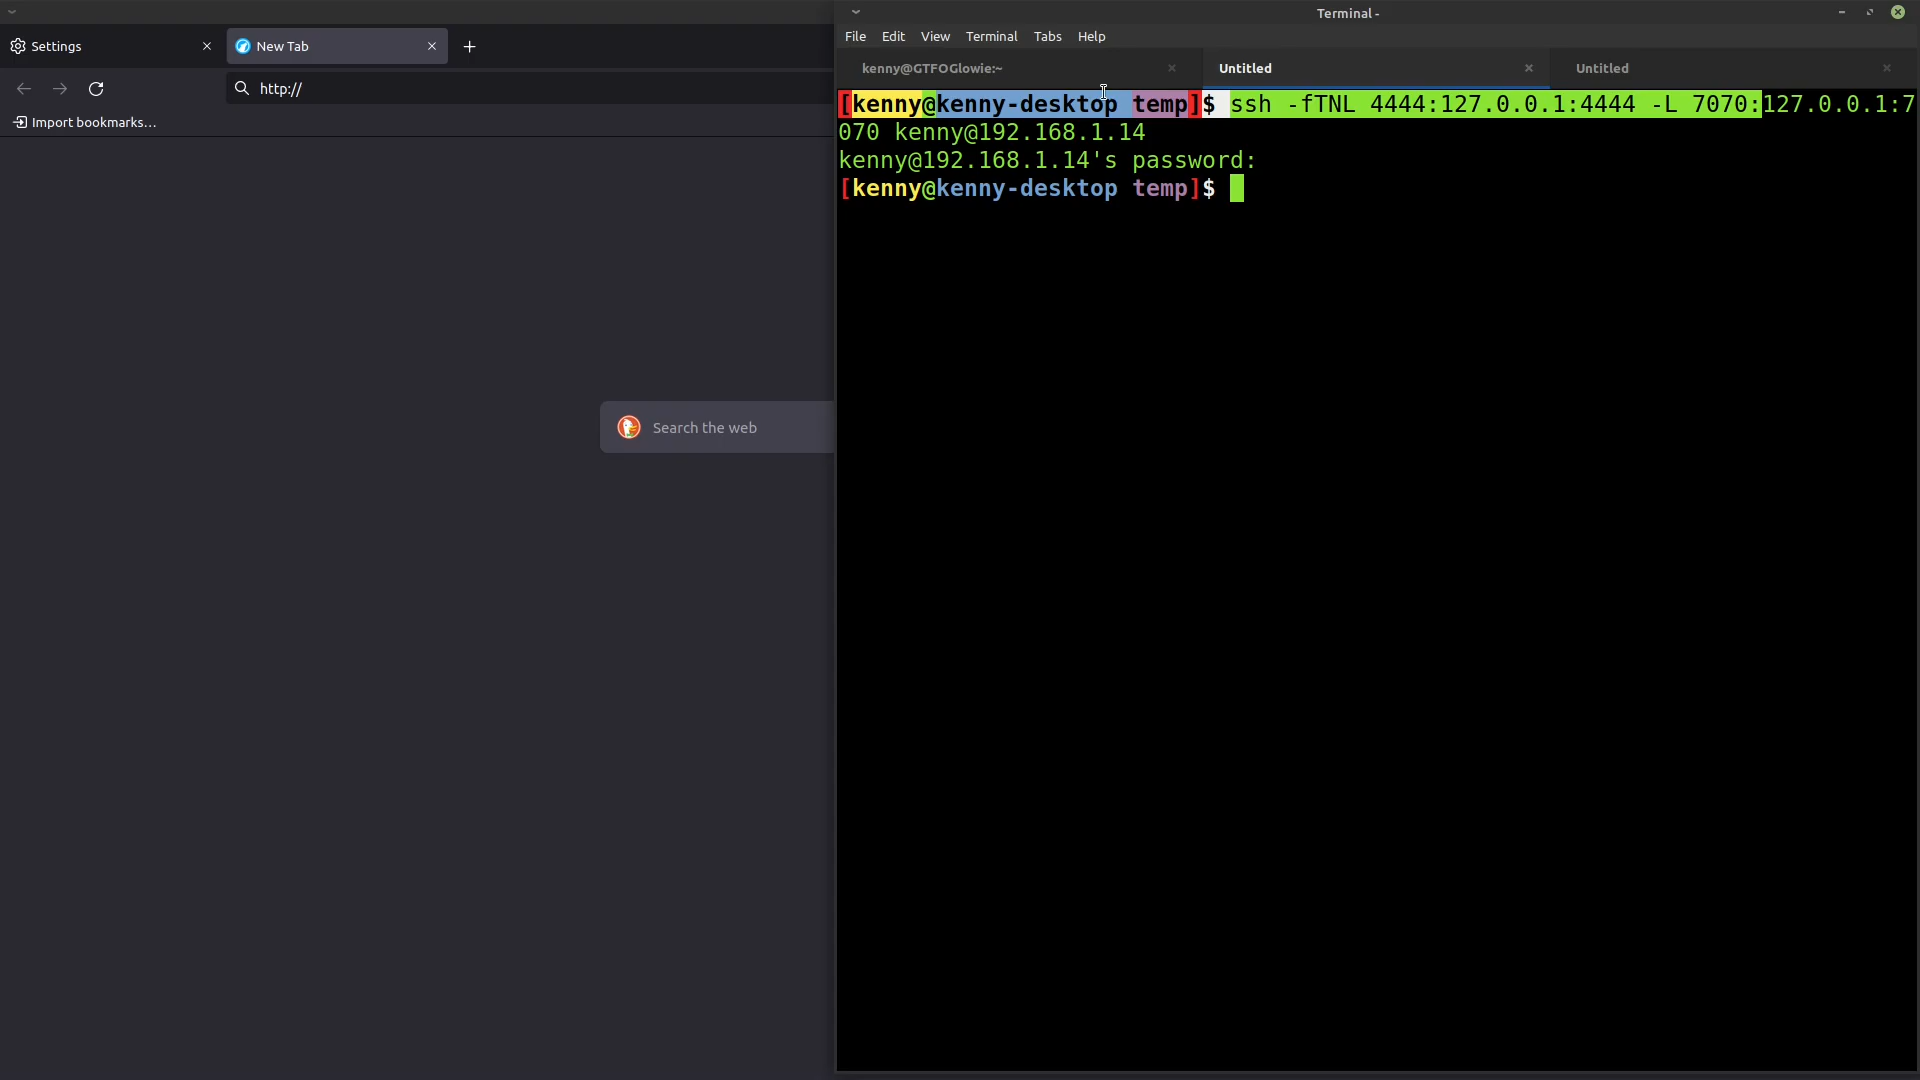 Settings
New Tab
http://
Import bookmarks...
Search the web
Terminal -
File Edit View Terminal Tabs Help
kenny@GTFOGlowie:~
Untitled
Untitled
[kenny@kenny-desktop temp]$ ssh -fTNL 4444:127.0.0.1:4444 -L 7070:127.0.0.1:7
070 kenny@192.168.1.14
kenny@192.168.1.14's password:
[kenny@kenny-desktop temp]$